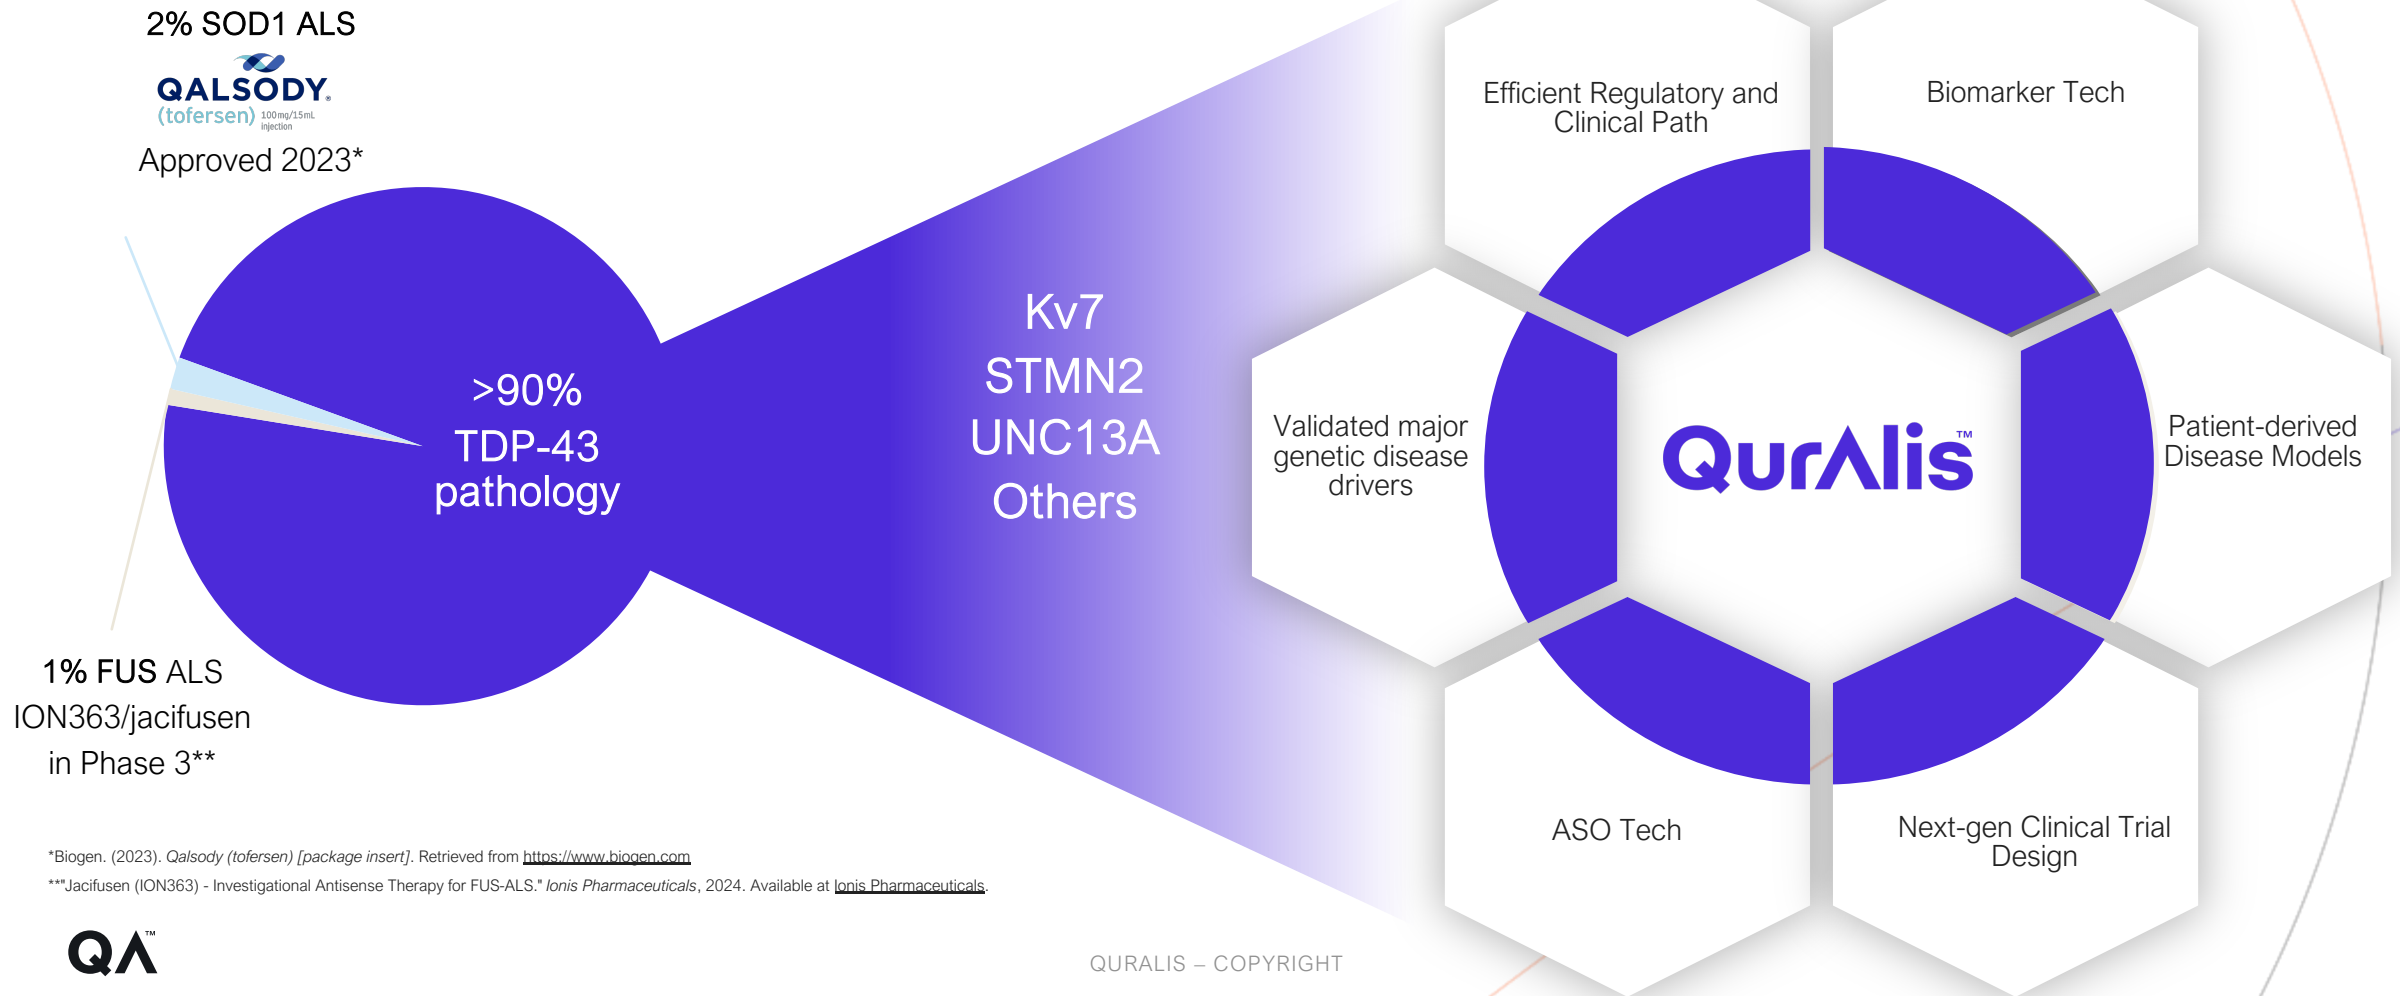 2% SOD1 ALS
QALSODY®
(tofersen) 100mg/15mL
injection
Approved 2023*
>90%
TDP-43
pathology
1% FUS ALS
ION363/jacifusen
in Phase 3**
Kv7
STMN2
UNC13A
Others
Efficient Regulatory and
Clinical Path
Biomarker Tech
Validated major
genetic disease
drivers
QurAlis™
Patient-derived
Disease Models
ASO Tech
Next-gen Clinical Trial
Design
*Biogen. (2023). Qalsody (tofersen) [package insert]. Retrieved from https://www.biogen.com
**"Jacifusen (ION363) - Investigational Antisense Therapy for FUS-ALS." Ionis Pharmaceuticals, 2024. Available at Ionis Pharmaceuticals.
QA™
QURALIS – COPYRIGHT